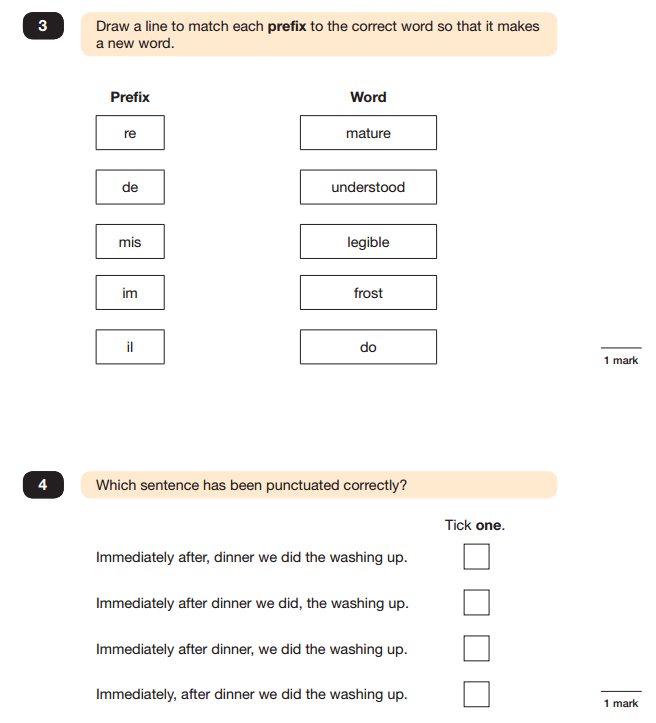 3
Draw a line to match each prefix to the correct word so that it makes
a new word.
Prefix Word
re mature
de understood
mis legible
im frost
il do
1 mark
4
Which sentence has been punctuated correctly?
Tick one.
Immediately after, dinner we did the washing up.
Immediately after dinner we did, the washing up.
Immediately after dinner, we did the washing up.
Immediately, after dinner we did the washing up.
1 mark